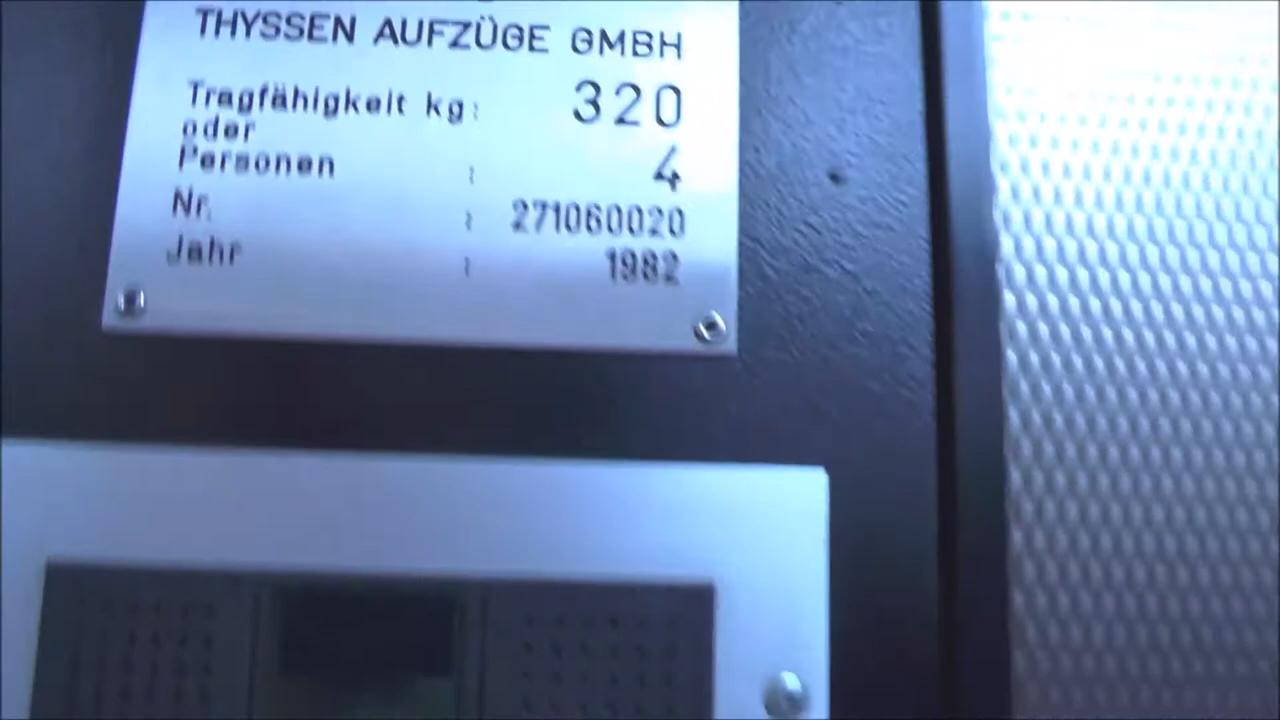 THYSSEN AUFZÜGE GMBH
Tragfähigkeit kg: 320
oder
Personen : 4
Nr. : 271060020
Jahr : 1982